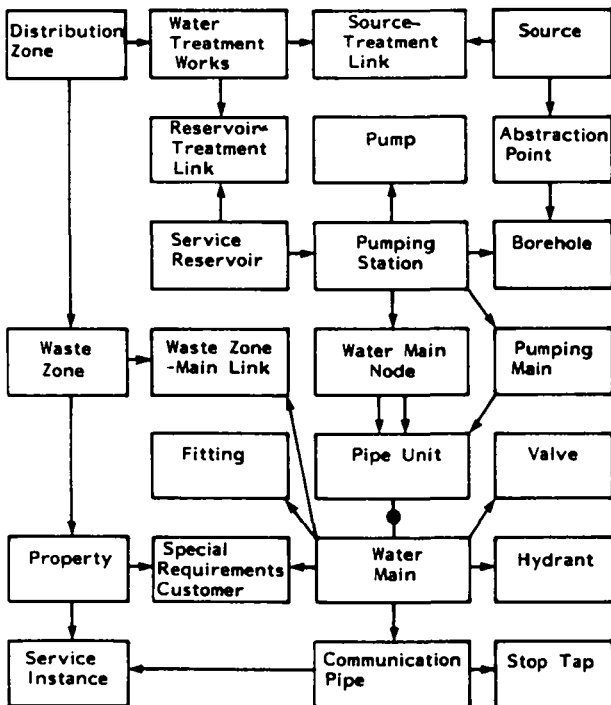 Distribution
Zone
Water
Treatment
Works
Source-
Treatment
Link
Source
Reservoir-
Treatment
Link
Pump
Abstraction
Point
Service
Reservoir
Pumping
Station
Borehole
Waste
Zone
Waste Zone
-Main Link
Water Main
Node
Pumping
Main
Fitting
Pipe Unit
Valve
Property
Special
Requirements
Customer
Water
Main
Hydrant
Service
Instance
Communication
Pipe
Stop Tap